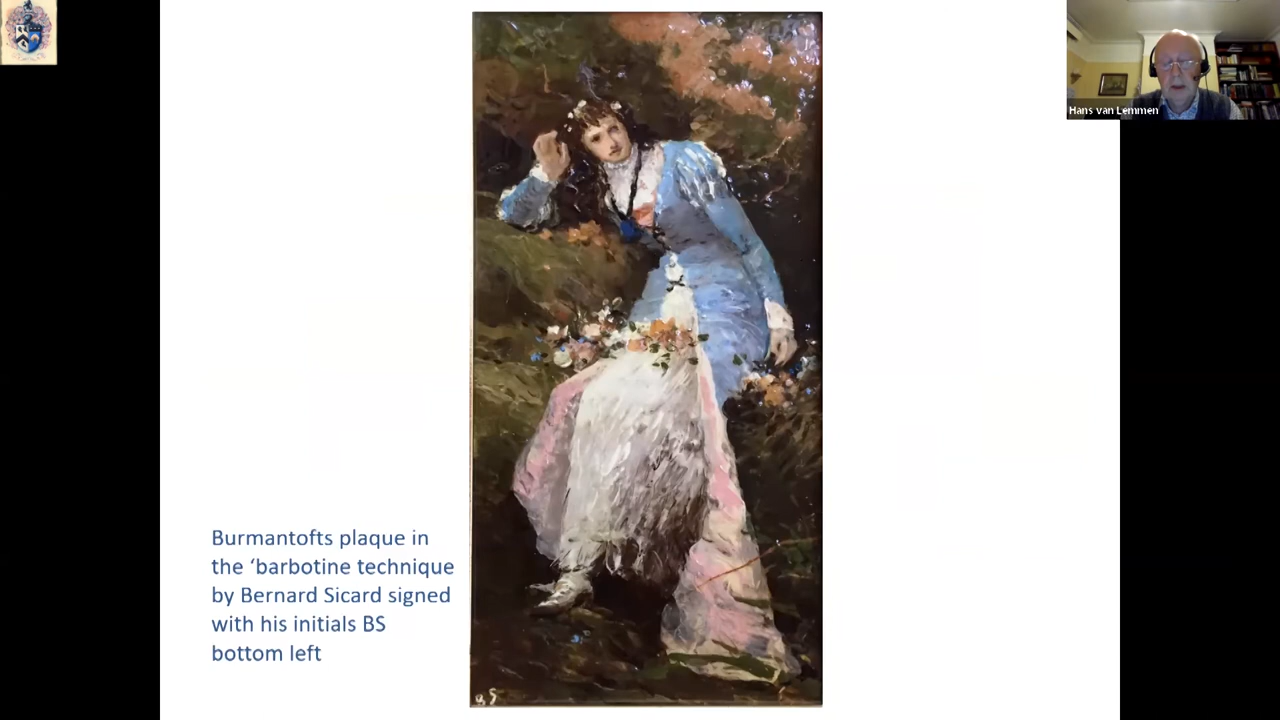 Hans van Lemmen
Burmantofts plaque in
the ‘barbotine technique
by Bernard Sicard signed
with his initials BS
bottom left
BS